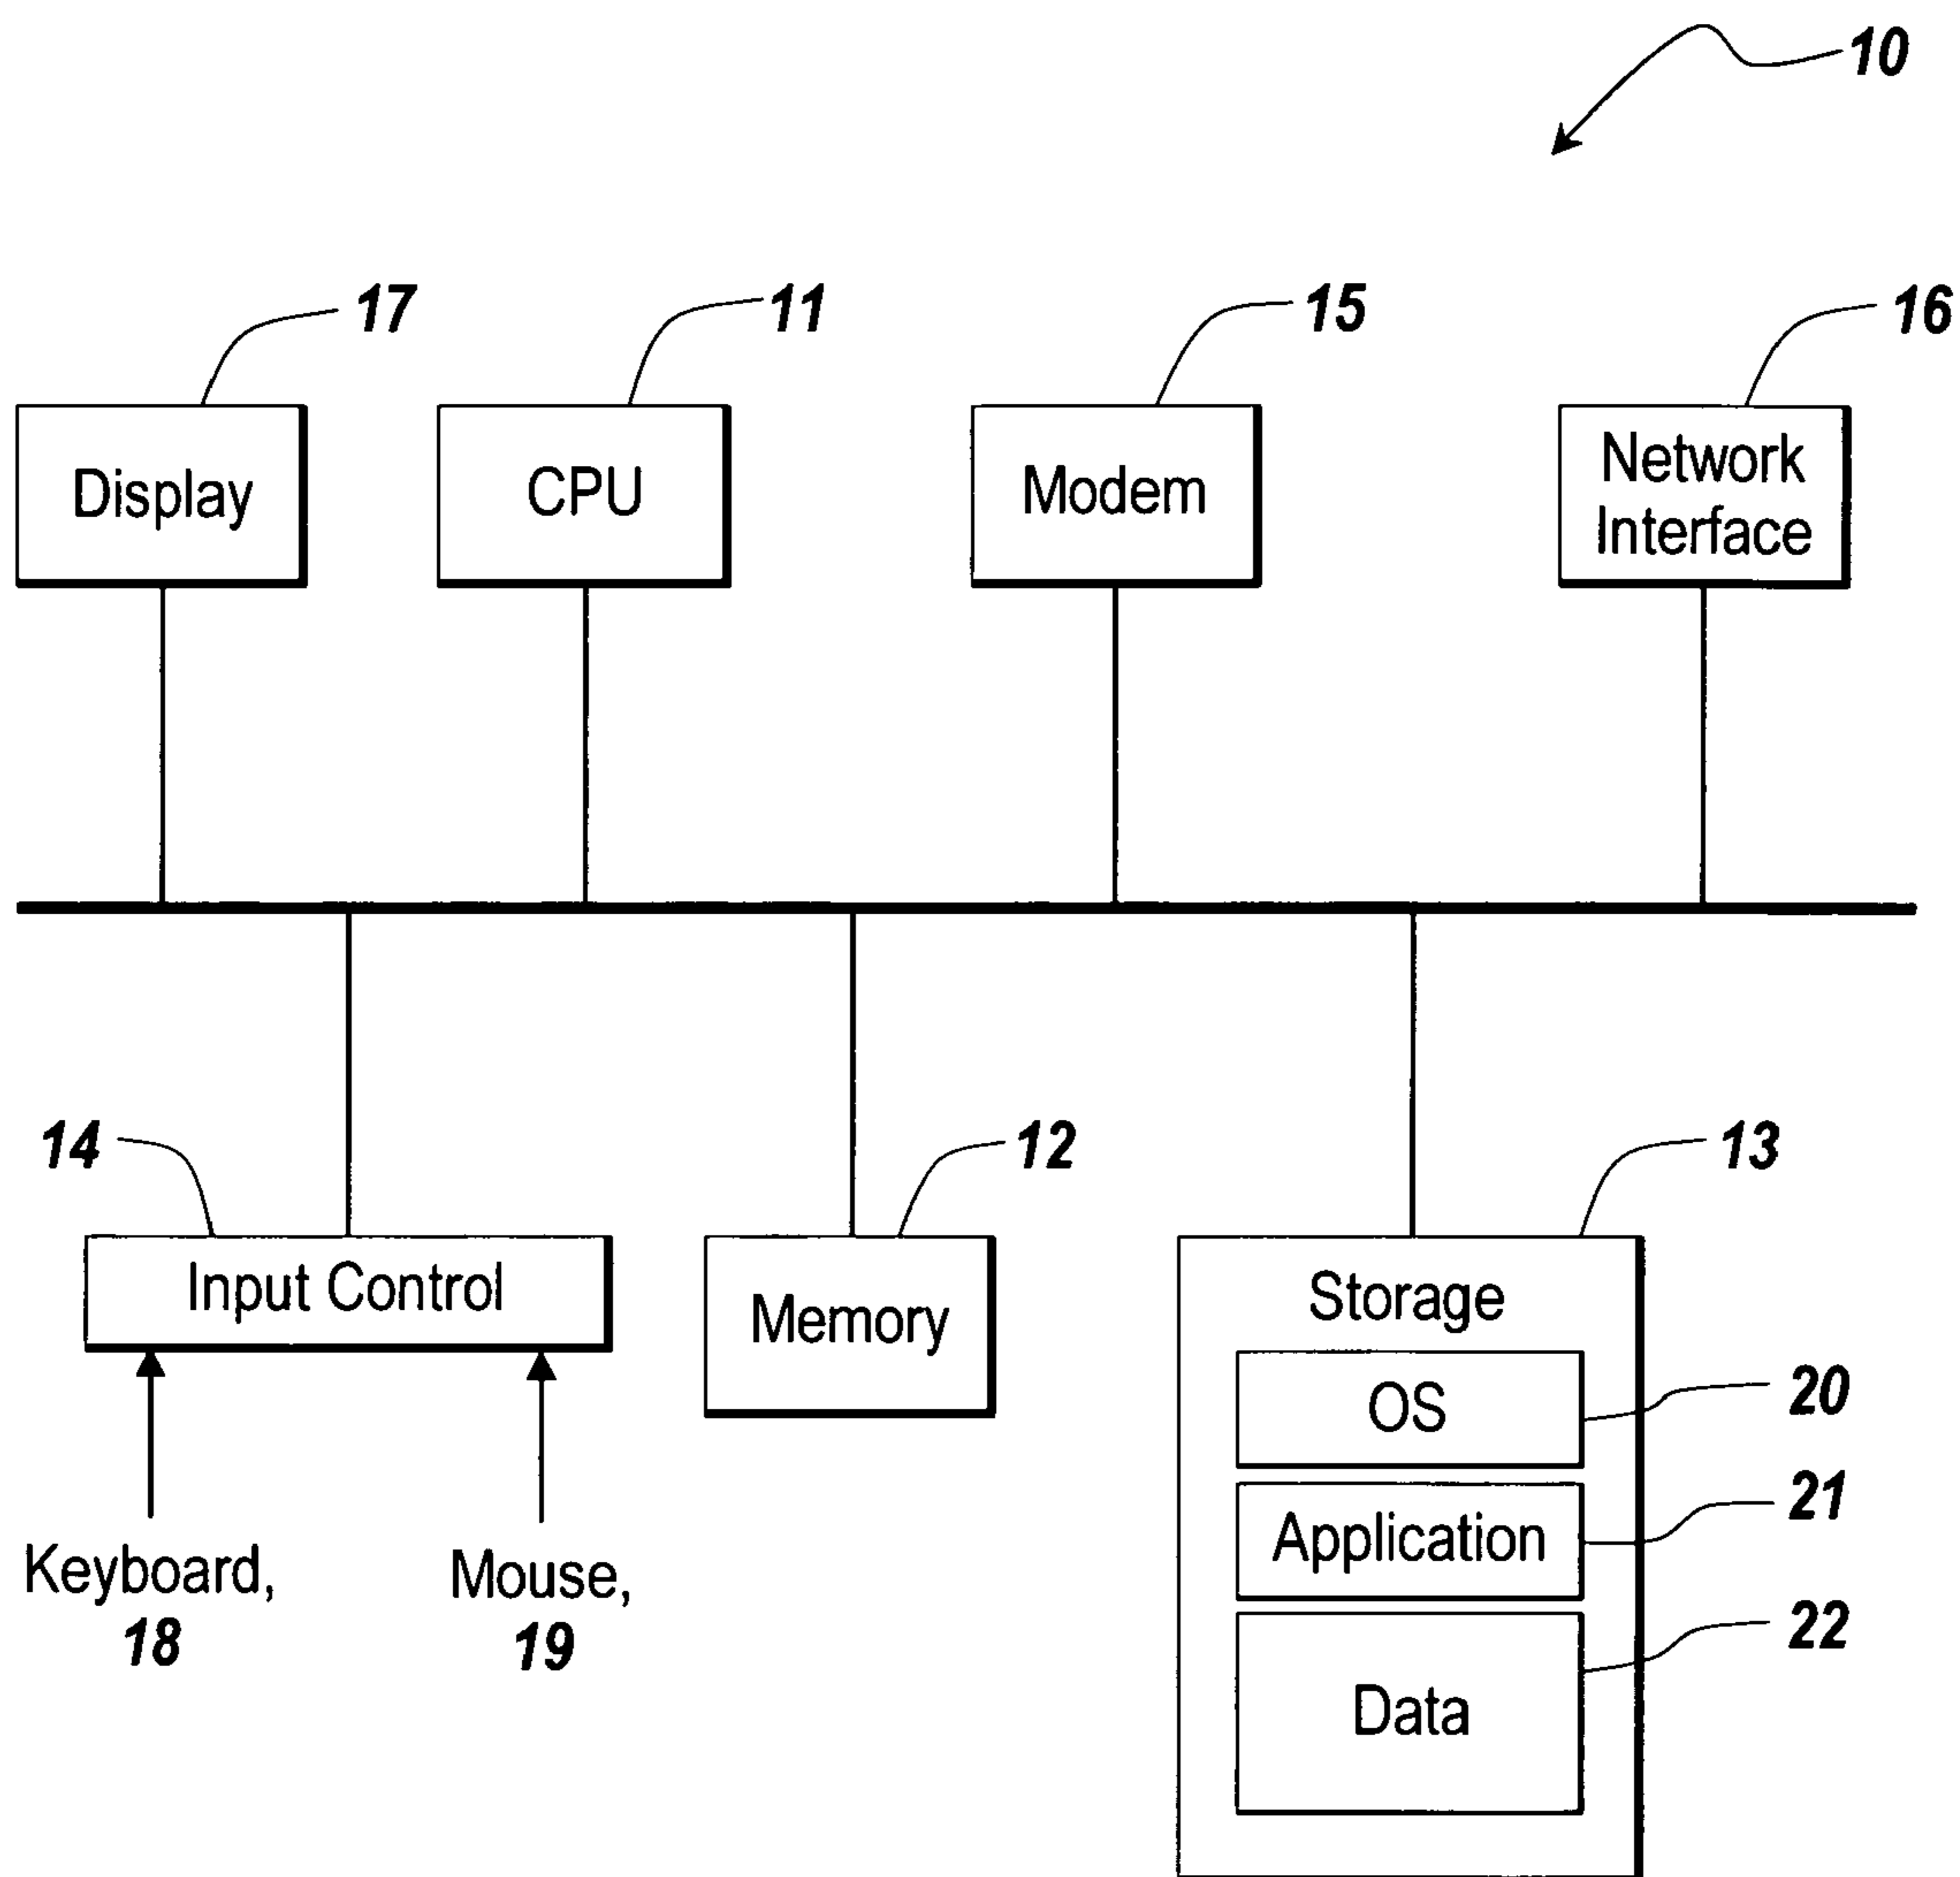 10
17
11
15
16
Display
CPU
Modem
Network
Interface
14
12
13
Input Control
Memory
Storage
OS
20
Application
21
Data
22
Keyboard,
18
Mouse,
19